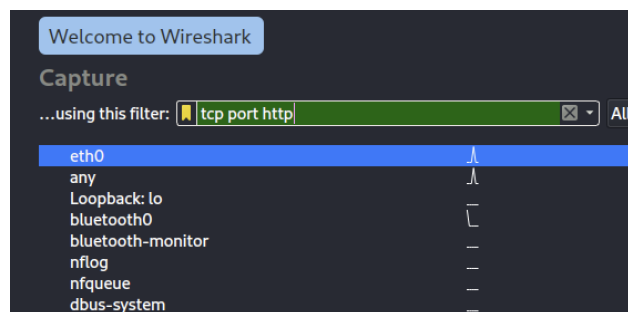 Welcome to Wireshark
Capture
...using this filter: tcp port http All
eth0
any
Loopback: lo
bluetooth0
bluetooth-monitor
nflog
nfqueue
dbus-system